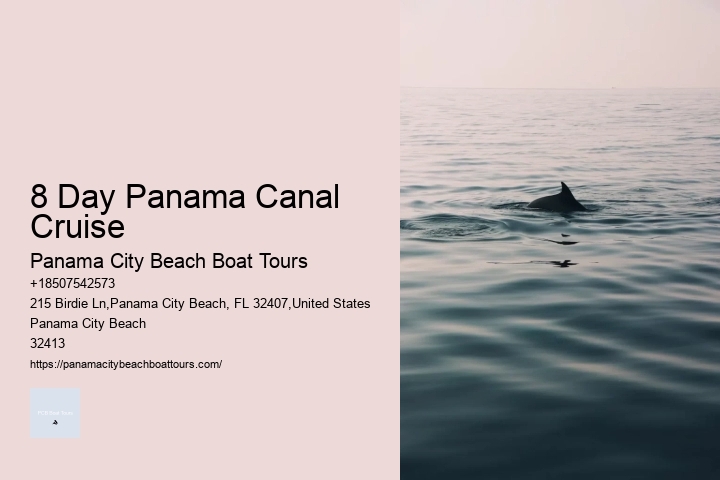 8 Day Panama Canal
Cruise
Panama City Beach Boat Tours
+18507542573
215 Birdie Ln,Panama City Beach, FL 32407,United States
Panama City Beach
32413
https://panamacitybeachboattours.com/